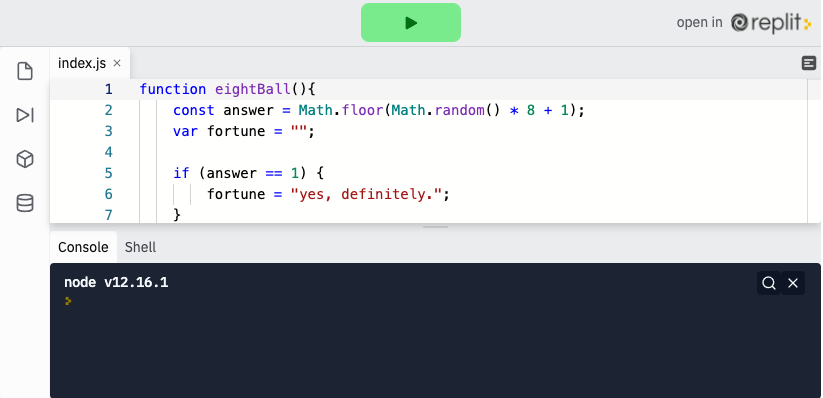 open in replit
index.js ×
1 function eightBall(){
2     const answer = Math.floor(Math.random() * 8 + 1);
3     var fortune = "";
4
5     if (answer == 1) {
6         fortune = "yes, definitely.";
7     }
Console Shell
node v12.16.1